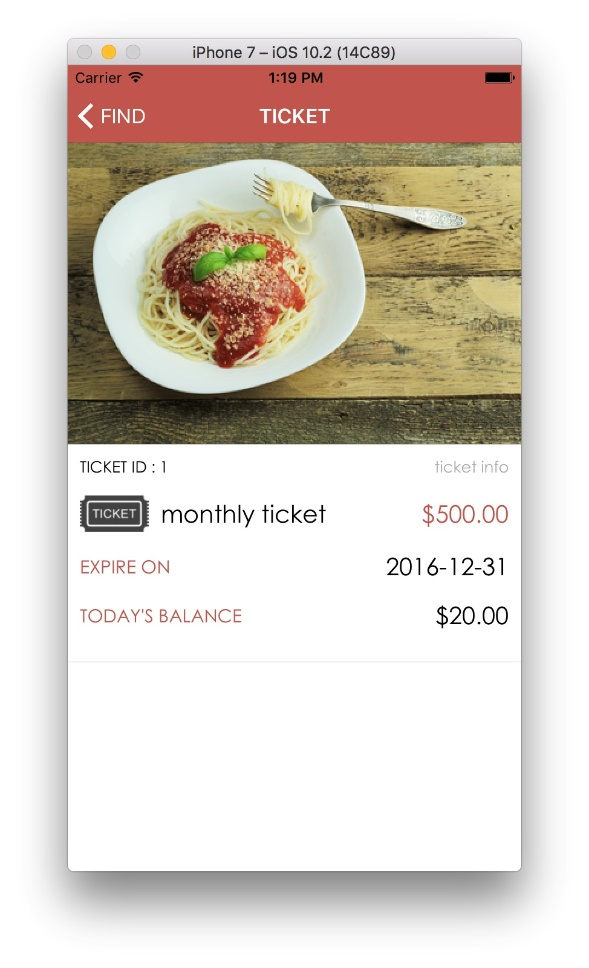 iPhone 7 – iOS 10.2 (14C89)
Carrier 1:19 PM
FIND TICKET
TICKET ID : 1 ticket info
TICKET monthly ticket $500.00
EXPIRE ON 2016-12-31
TODAY'S BALANCE $20.00